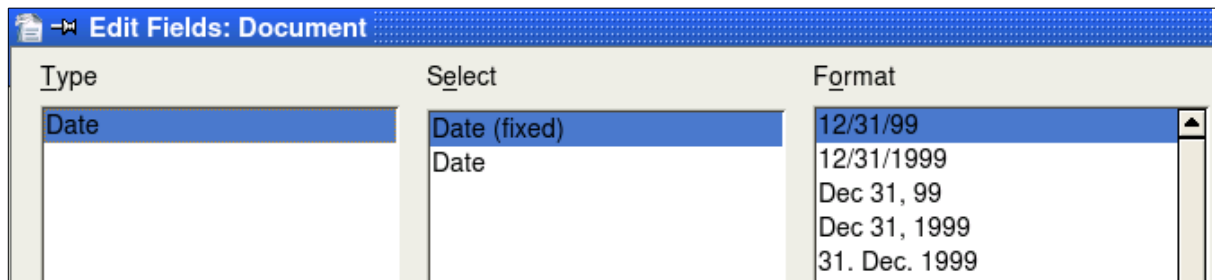 Edit Fields: Document
Type
Select
Format
Date
Date (fixed)
Date
12/31/99
12/31/1999
Dec 31, 99
Dec 31, 1999
31. Dec. 1999